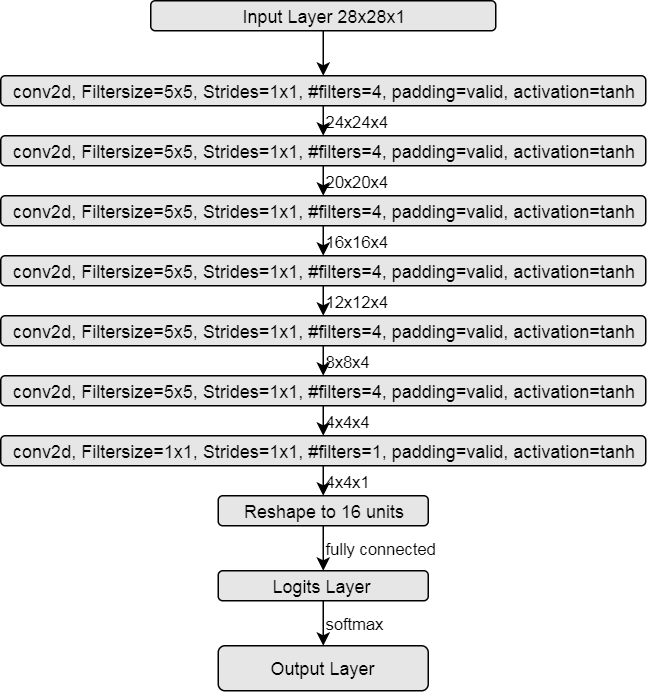 Input Layer 28x28x1
conv2d, Filtersize=5x5, Strides=1x1, #filters=4, padding=valid, activation=tanh
24x24x4
conv2d, Filtersize=5x5, Strides=1x1, #filters=4, padding=valid, activation=tanh
20x20x4
conv2d, Filtersize=5x5, Strides=1x1, #filters=4, padding=valid, activation=tanh
16x16x4
conv2d, Filtersize=5x5, Strides=1x1, #filters=4, padding=valid, activation=tanh
12x12x4
conv2d, Filtersize=5x5, Strides=1x1, #filters=4, padding=valid, activation=tanh
8x8x4
conv2d, Filtersize=5x5, Strides=1x1, #filters=4, padding=valid, activation=tanh
4x4x4
conv2d, Filtersize=1x1, Strides=1x1, #filters=1, padding=valid, activation=tanh
4x4x1
Reshape to 16 units
fully connected
Logits Layer
softmax
Output Layer